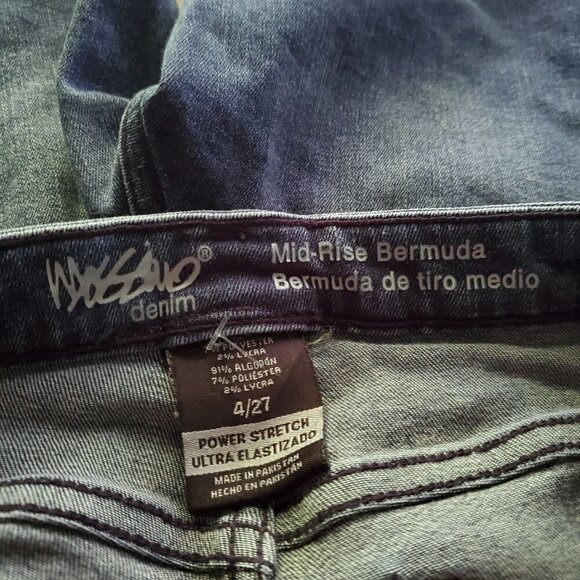 Mossimo®
denim
Mid-Rise Bermuda
Bermuda de tiro medio
POLYESTER
2% LYCRA
91% ALGODÓN
7% POLIÉSTER
2% LYCRA
4/27
POWER STRETCH
ULTRA ELASTIZADO
MADE IN PAKISTAN
HECHO EN PAKISTAN